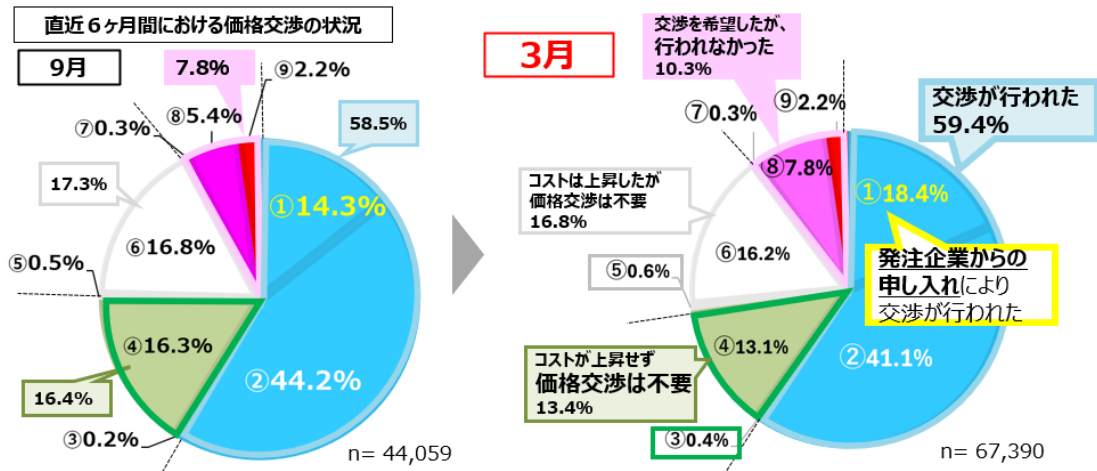 直近６ヶ月間における価格交渉の状況
9月
7.8%
⑨2.2%
⑧5.4%
⑦0.3%
58.5%
17.3%
①14.3%
⑥16.8%
⑤0.5%
④16.3%
②44.2%
16.4%
③0.2%
n= 44,059
3月
交渉を希望したが、
行われなかった
10.3%
⑨2.2%
⑦0.3%
交渉が行われた
59.4%
⑧7.8%
コストは上昇したが
価格交渉は不要
16.8%
①18.4%
⑥16.2%
⑤0.6%
発注企業からの
申し入れにより
交渉が行われた
④13.1%
②41.1%
コストが上昇せず
価格交渉は不要
13.4%
③0.4%
n= 67,390